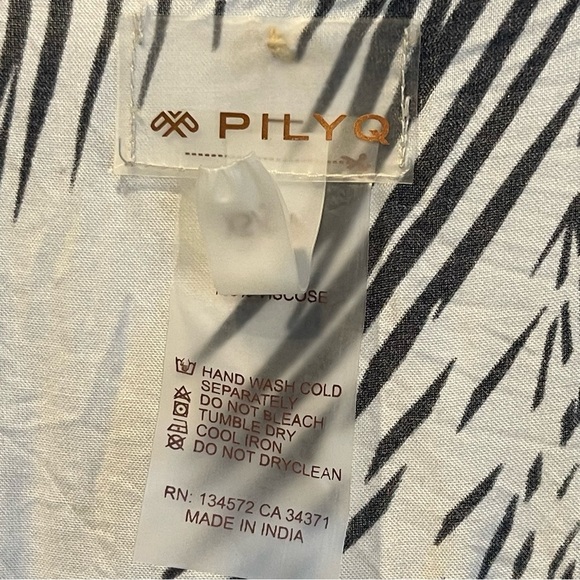 PILYQ
VISCOSE
HAND WASH COLD
SEPARATELY
DO NOT BLEACH
TUMBLE DRY
COOL IRON
DO NOT DRYCLEAN
RN: 134572 CA 34371
MADE IN INDIA